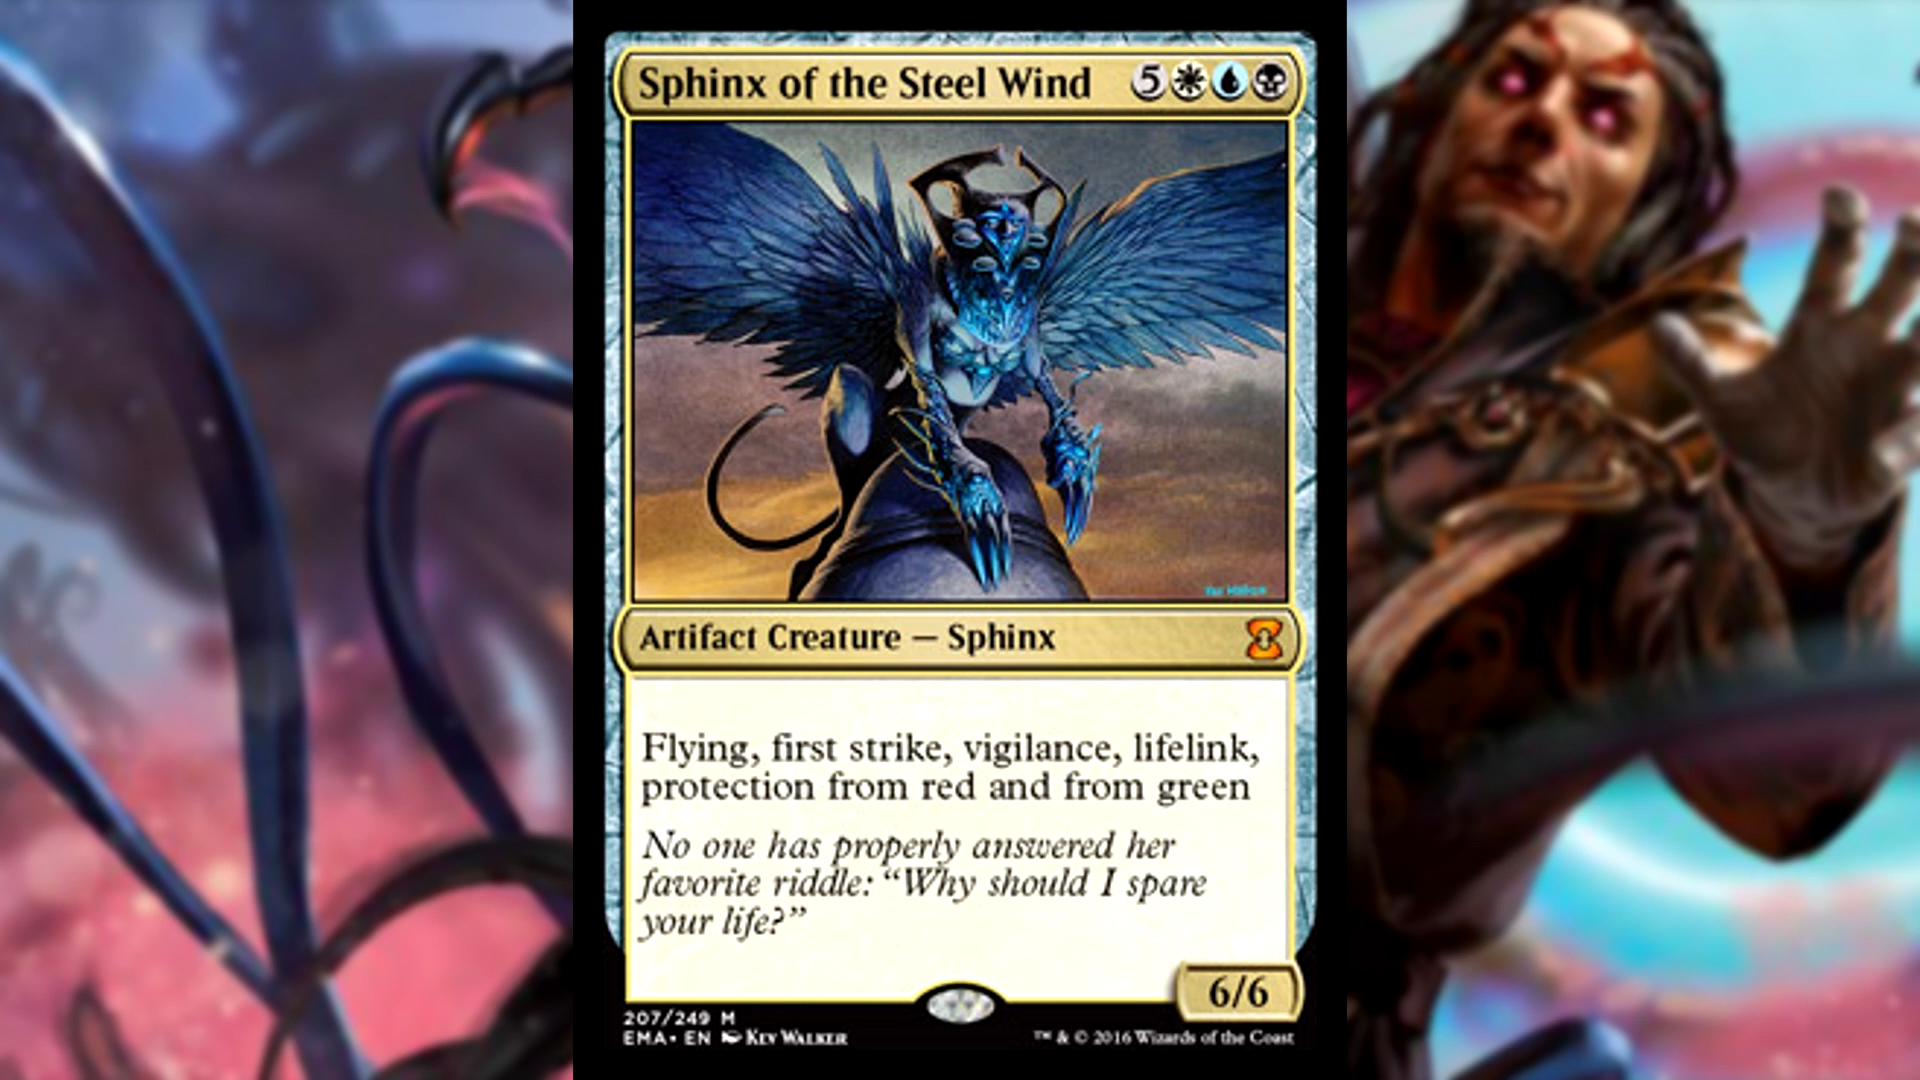 Sphinx of the Steel Wind 5
Artifact Creature — Sphinx
Flying, first strike, vigilance, lifelink,
protection from red and from green
No one has properly answered her
favorite riddle: “Why should I spare
your life?”
6/6
207/249 M
EMA • EN Kev Walker
™ & © 2016 Wizards of the Coast